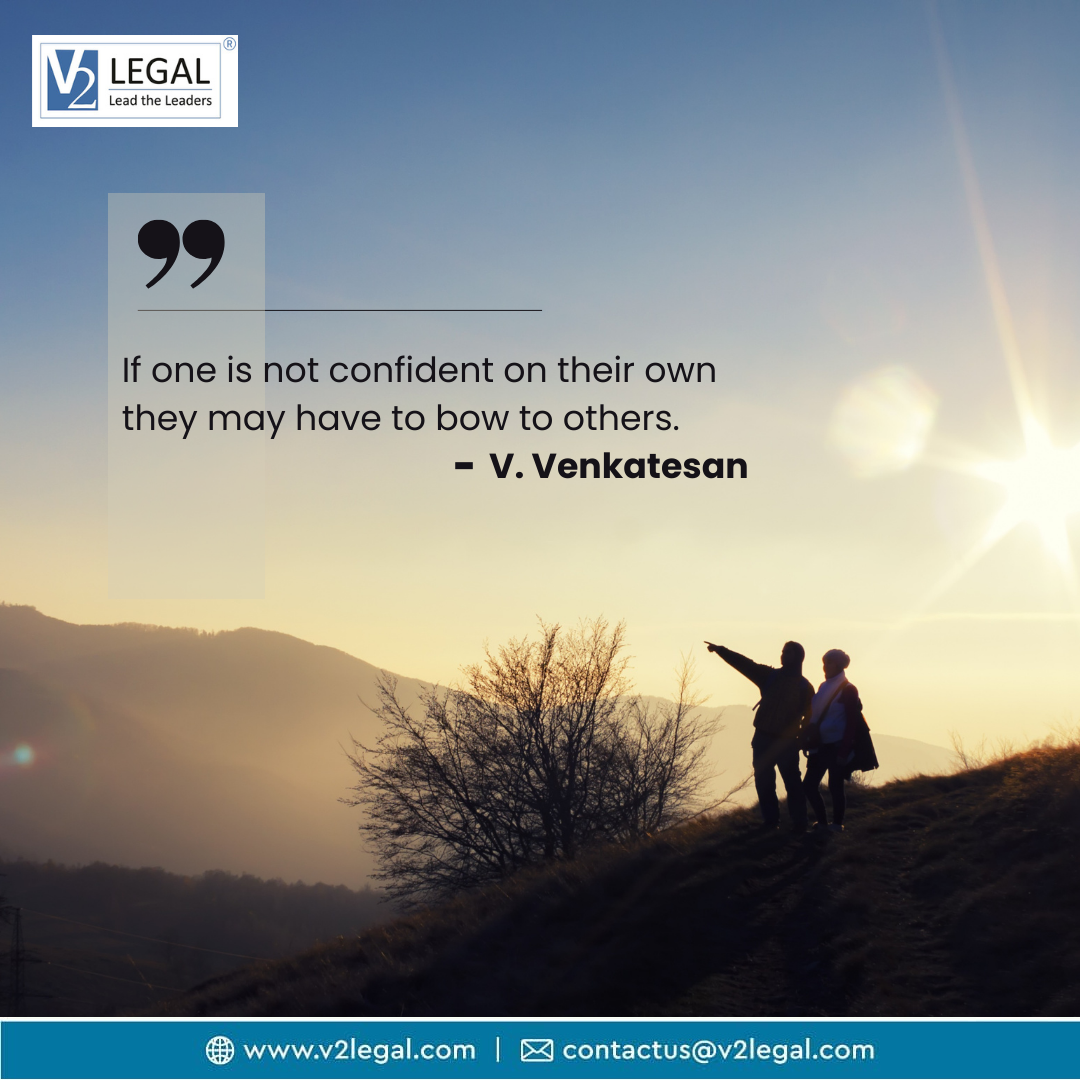 V2 LEGAL ®
Lead the Leaders
”
If one is not confident on their own
they may have to bow to others.
- V. Venkatesan
www.v2legal.com | contactus@v2legal.com